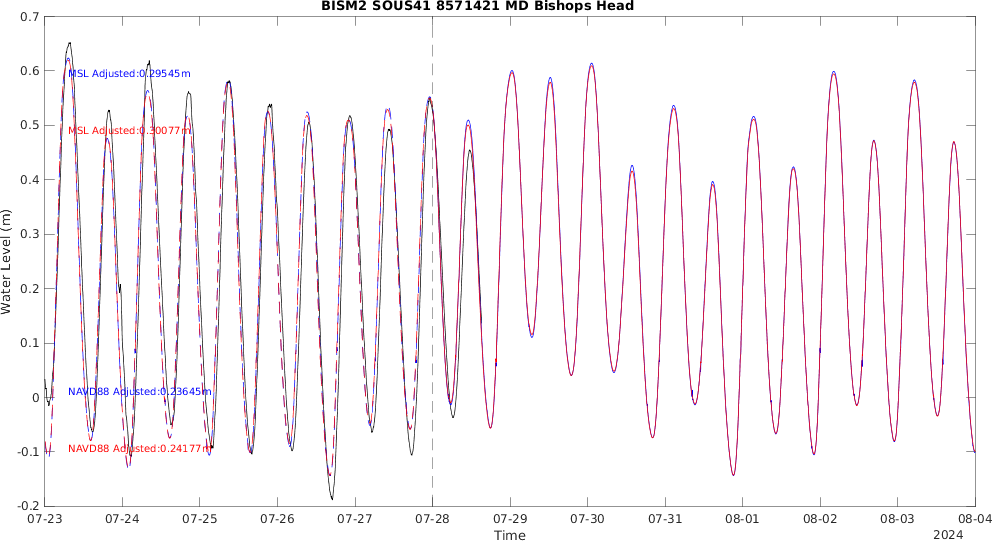 BISM2 SOUS41 8571421 MD Bishops Head
0.7
0.6
0.5
0.4
0.3
0.2
0.1
0
-0.1
-0.2
Water Level (m)
MSL Adjusted:0.29545m
MSL Adjusted:0.30077m
NAVD88 Adjusted:0.23645m
NAVD88 Adjusted:0.24177m
07-23 07-24 07-25 07-26 07-27 07-28 07-29 07-30 07-31 08-01 08-02 08-03 08-04
Time
2024